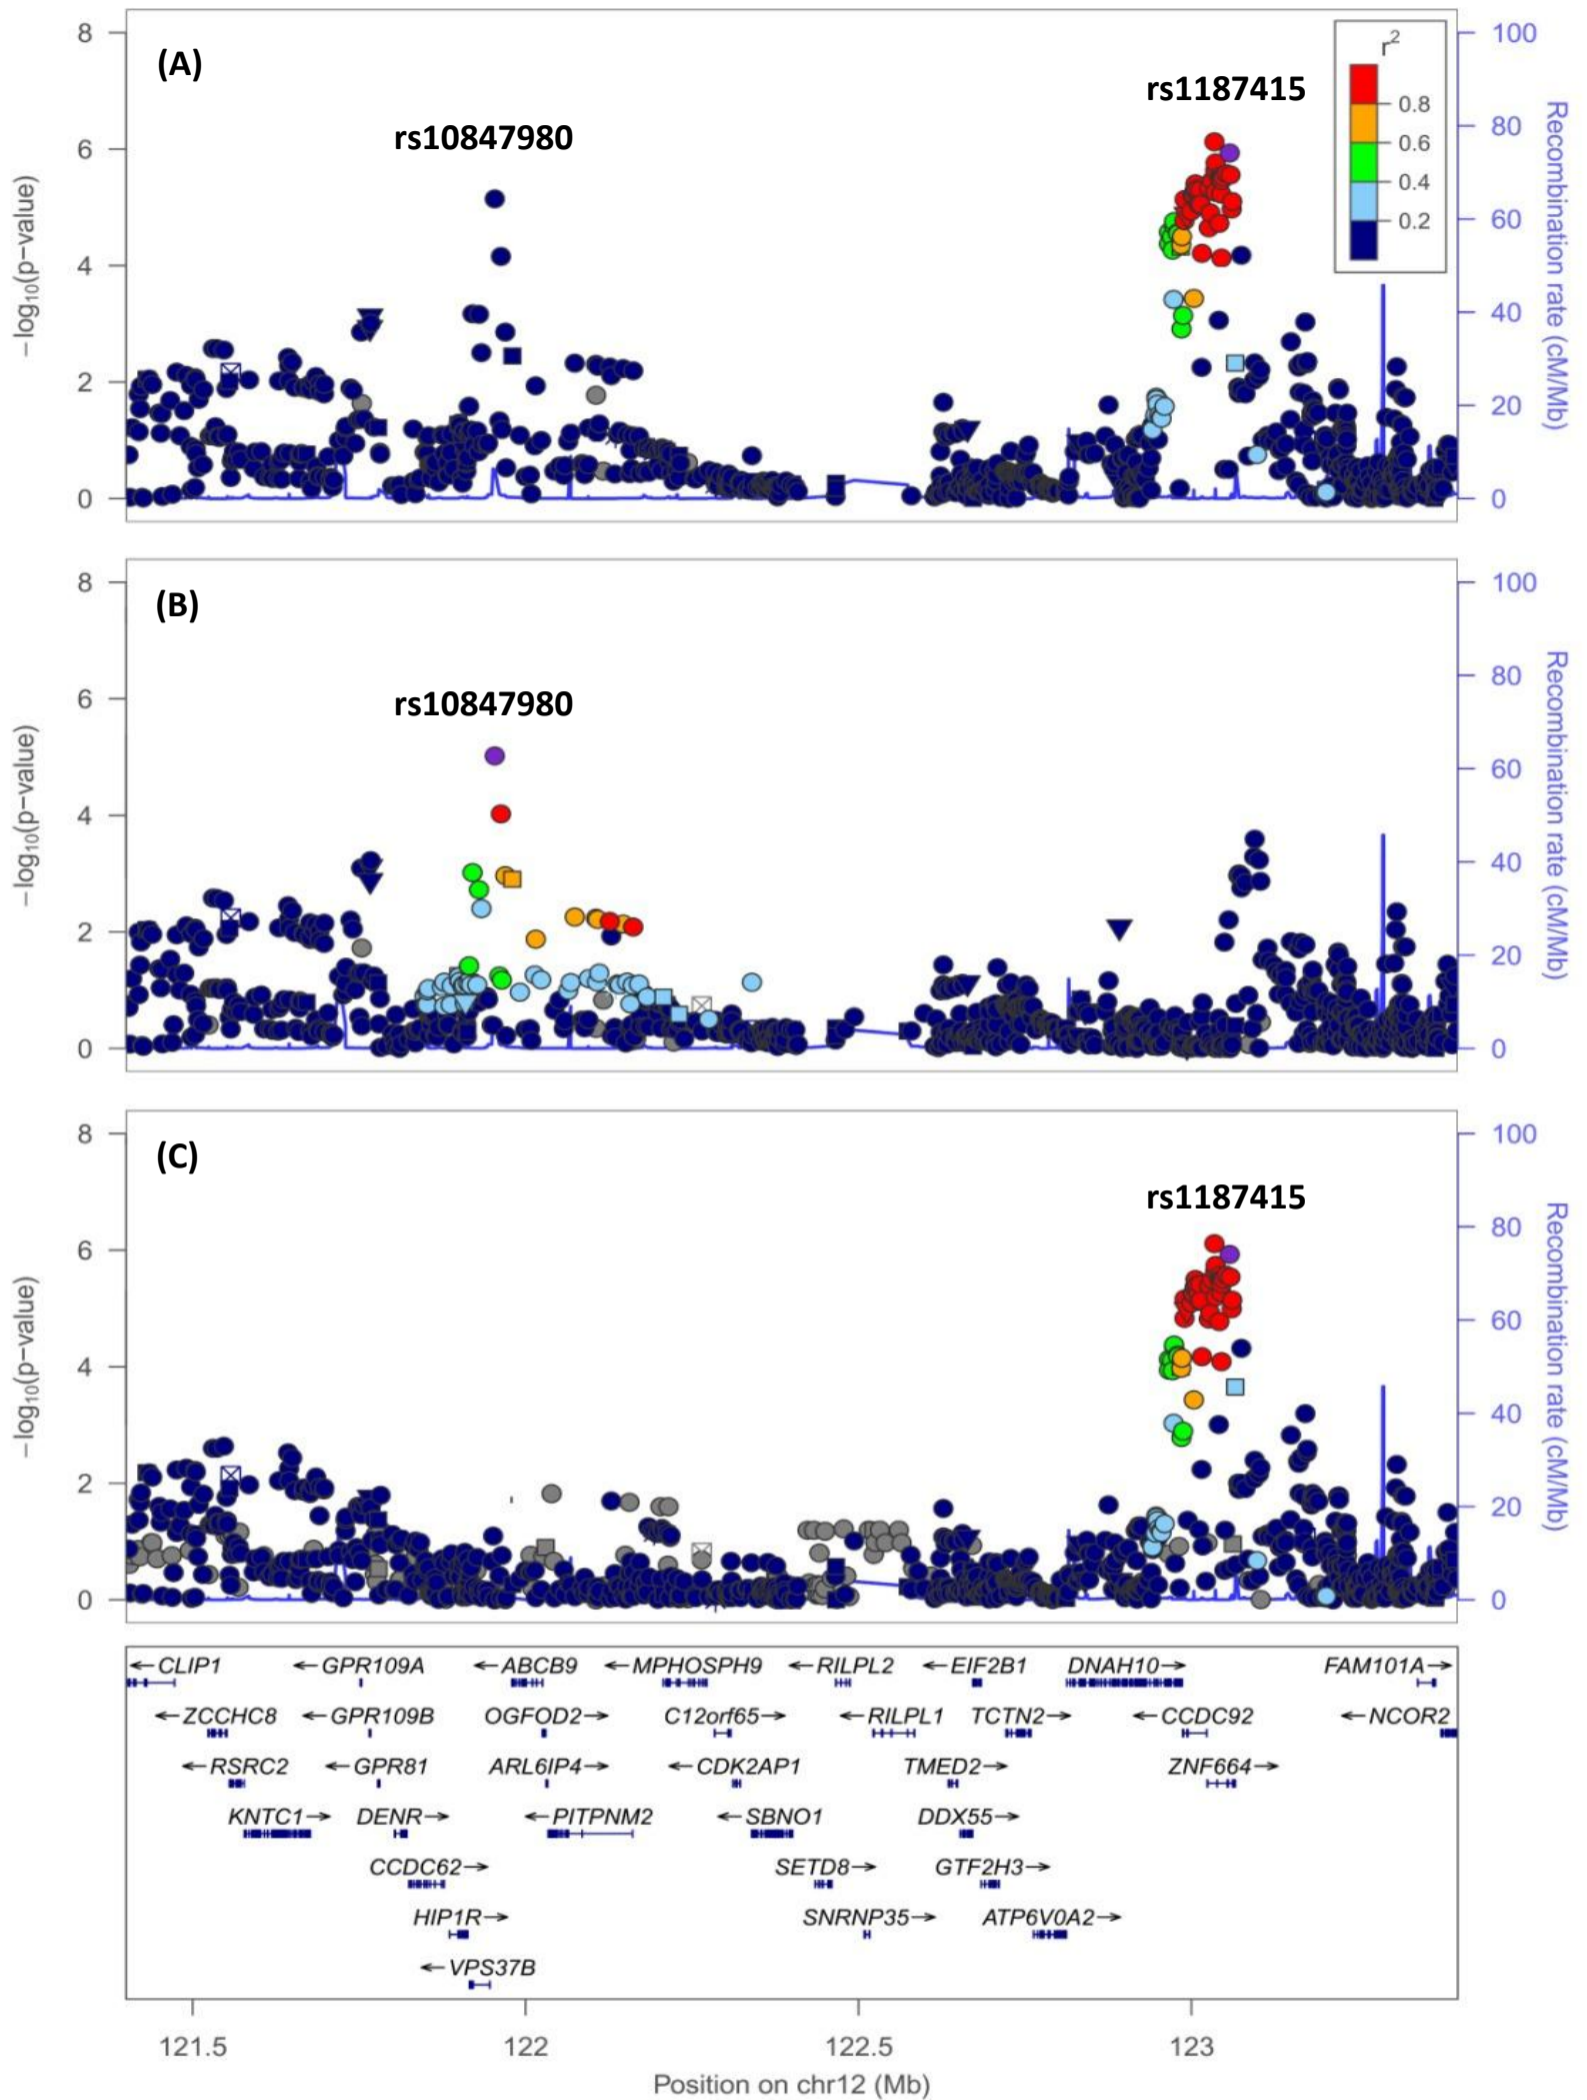 (A)
rs10847980
rs1187415
r2
0.8
0.6
0.4
0.2
8
6
4
2
0
−log10(p−value)
100
80
60
40
20
0
Recombination rate (cM/Mb)
(B)
rs10847980
8
6
4
2
0
−log10(p−value)
100
80
60
40
20
0
Recombination rate (cM/Mb)
(C)
rs1187415
8
6
4
2
0
−log10(p−value)
100
80
60
40
20
0
Recombination rate (cM/Mb)
←CLIP1 ←GPR109A ←ABCB9 ←MPHOSPH9 ←RILPL2 ←EIF2B1 DNAH10→ FAM101A→
←ZCCHC8 ←GPR109B OGFOD2→ C12orf65→ ←RILPL1 TCTN2→ ←CCDC92 ←NCOR2
←RSRC2 ←GPR81 ARL6IP4→ ←CDK2AP1 TMED2→ ZNF664→
KNTC1→ DENR→ ←PITPNM2 ←SBNO1 DDX55→
CCDC62→ SETD8→ GTF2H3→
HIP1R→ SNRNP35→ ATP6V0A2→
←VPS37B
121.5 122 122.5 123
Position on chr12 (Mb)